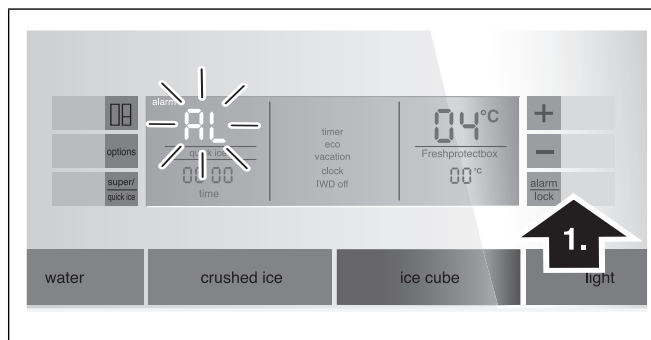 alarm
AL
04°C
+
options
quick ice
00:00
time
timer
eco
vacation
clock
IWD off
Freshprotectbox
00°C
−
super/
quick ice
alarm
lock
1.
water
crushed ice
ice cube
light